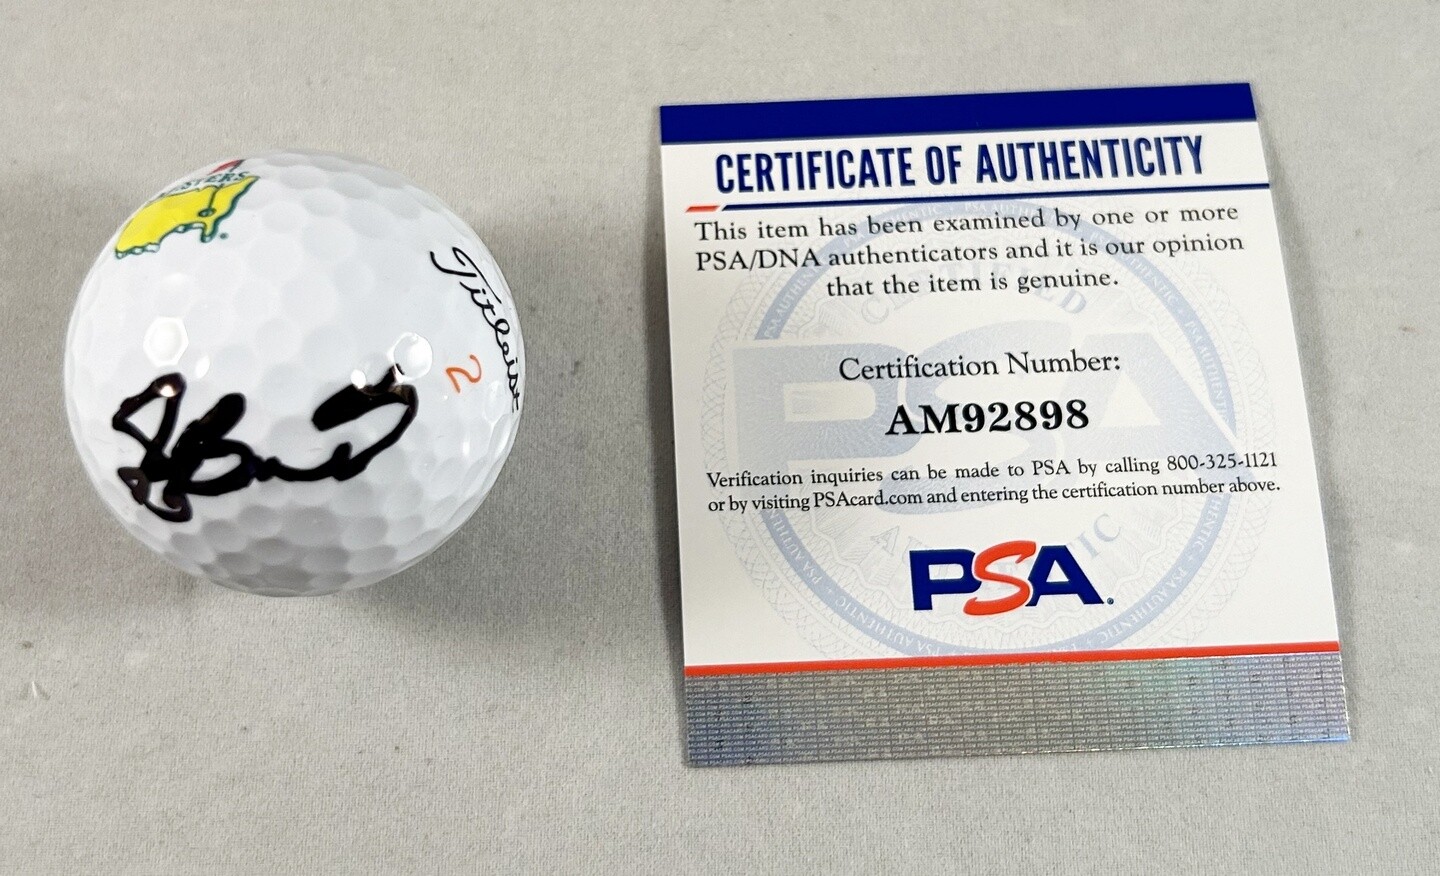 MASTERS
Titleist
2
CERTIFICATE OF AUTHENTICITY
This item has been examined by one or more
PSA/DNA authenticators and it is our opinion
that the item is genuine.
Certification Number:
AM92898
Verification inquiries can be made to PSA by calling 800-325-1121
or by visiting PSAcard.com and entering the certification number above.
PSA